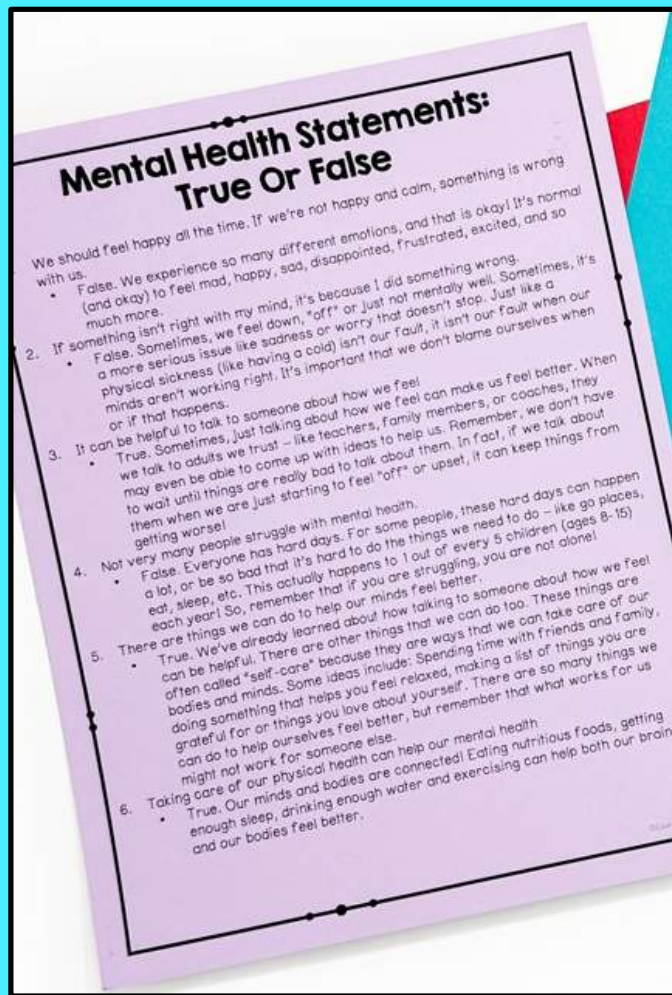 Mental Health Statements:
True Or False
We should feel happy all the time. If we're not happy and calm, something is wrong
with us.
• False. We experience so many different emotions, and that is okay! It's normal
(and okay) to feel mad, happy, sad, disappointed, frustrated, excited, and so
much more.
2. If something isn't right with my mind, it's because I did something wrong.
• False. Sometimes, we feel down, "off" or just not mentally well. Sometimes, it's
a more serious issue like sadness or worry that doesn't stop. Just like a
physical sickness (like having a cold) isn't our fault, it isn't our fault when our
minds aren't working right. It's important that we don't blame ourselves when
or if that happens.
3. It can be helpful to talk to someone about how we feel
• True. Sometimes, just talking about how we feel can make us feel better. When
we talk to adults we trust – like teachers, family members, or coaches, they
may even be able to come up with ideas to help us. Remember, we don't have
to wait until things are really bad to talk about them. In fact, if we talk about
them when we are just starting to feel "off" or upset, it can keep things from
getting worse!
4. Not very many people struggle with mental health.
• False. Everyone has hard days. For some people, these hard days can happen
a lot, or be so bad that it's hard to do the things we need to do – like go places,
eat, sleep, etc. This actually happens to 1 out of every 5 children (ages 8-15)
each year! So, remember that if you are struggling, you are not alone!
5. There are things we can do to help our minds feel better.
• True. We've already learned about how talking to someone about how we feel
can be helpful. There are other things that we can do too. These things are
often called "self-care" because they are ways that we can take care of our
bodies and minds. Some ideas include: Spending time with friends and family,
doing something that helps you feel relaxed, making a list of things you are
grateful for or things you love about yourself. There are so many things we
can do to help ourselves feel better, but remember that what works for us
might not work for someone else.
6. Taking care of our physical health can help our mental health
• True. Our minds and bodies are connected! Eating nutritious foods, getting
enough sleep, drinking enough water and exercising can help both our brain
and our bodies feel better.